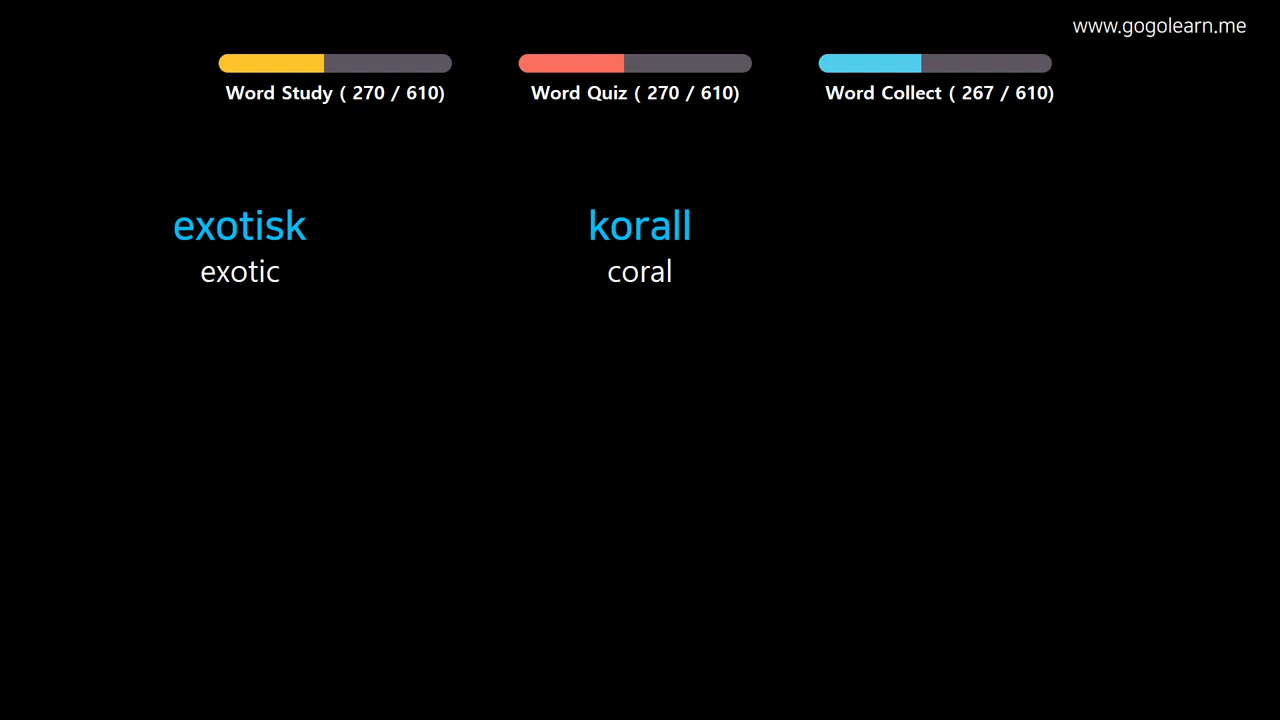 www.gogolearn.me
Word Study ( 270 / 610)
Word Quiz ( 270 / 610)
Word Collect ( 267 / 610)
exotisk
exotic
korall
coral